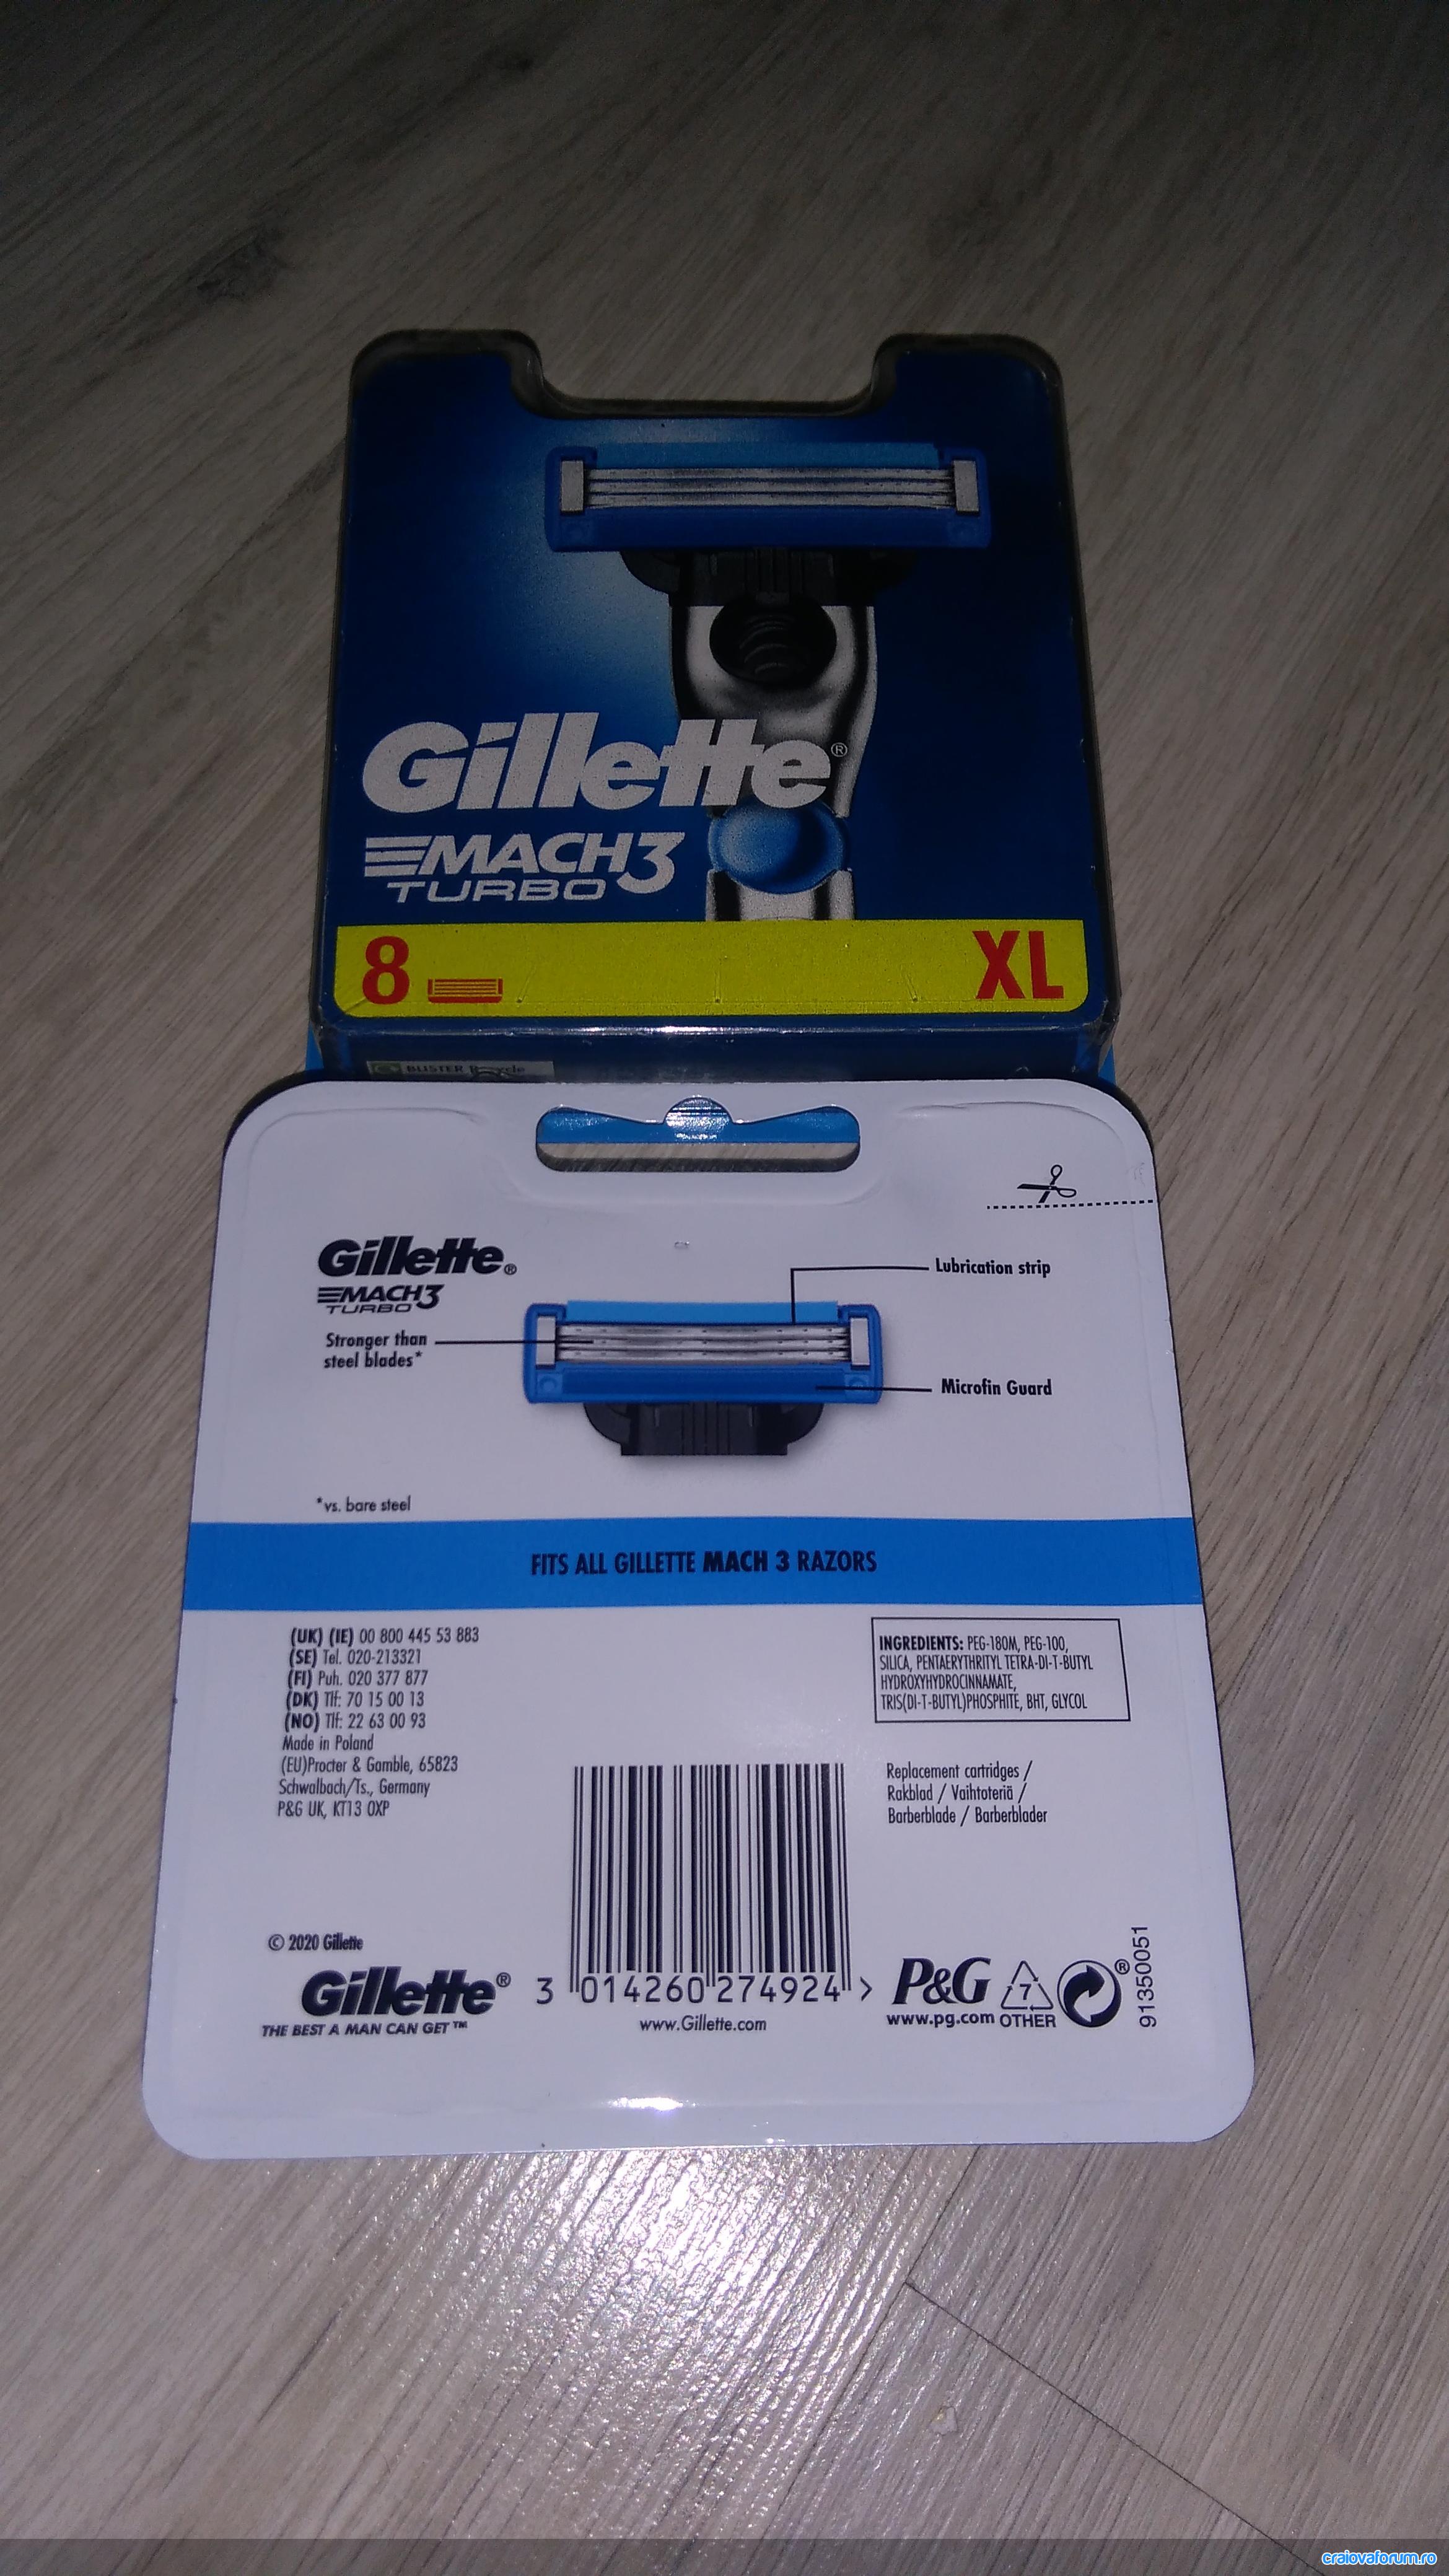 Gillette®
MACH3
TURBO
8
XL
BLISTER Recycle
Gillette®
MACH3
TURBO
Lubrication strip
Stronger than
steel blades*
Microfin Guard
*vs. bare steel
FITS ALL GILLETTE MACH 3 RAZORS
(UK) (IE) 00 800 445 53 883
(SE) Tel. 020-213321
(FI) Puh. 020 377 877
(DK) Tlf: 70 15 00 13
(NO) Tlf: 22 63 00 93
Made in Poland
(EU)Procter & Gamble, 65823
Schwalbach/Ts., Germany
P&G UK, KT13 0XP
INGREDIENTS: PEG-180M, PEG-100,
SILICA, PENTAERYTHRITYL TETRA-DI-T-BUTYL
HYDROXYHYDROCINNAMATE,
TRIS(DI-T-BUTYL)PHOSPHITE, BHT, GLYCOL
Replacement cartridges /
Rakblad / Vaihtoteriä /
Barberblade / Barberblader
© 2020 Gillette
Gillette®
THE BEST A MAN CAN GET™
3 014260 274924 >
www.Gillette.com
P&G
www.pg.com
7
OTHER
®
91350051
craiovaforum.ro